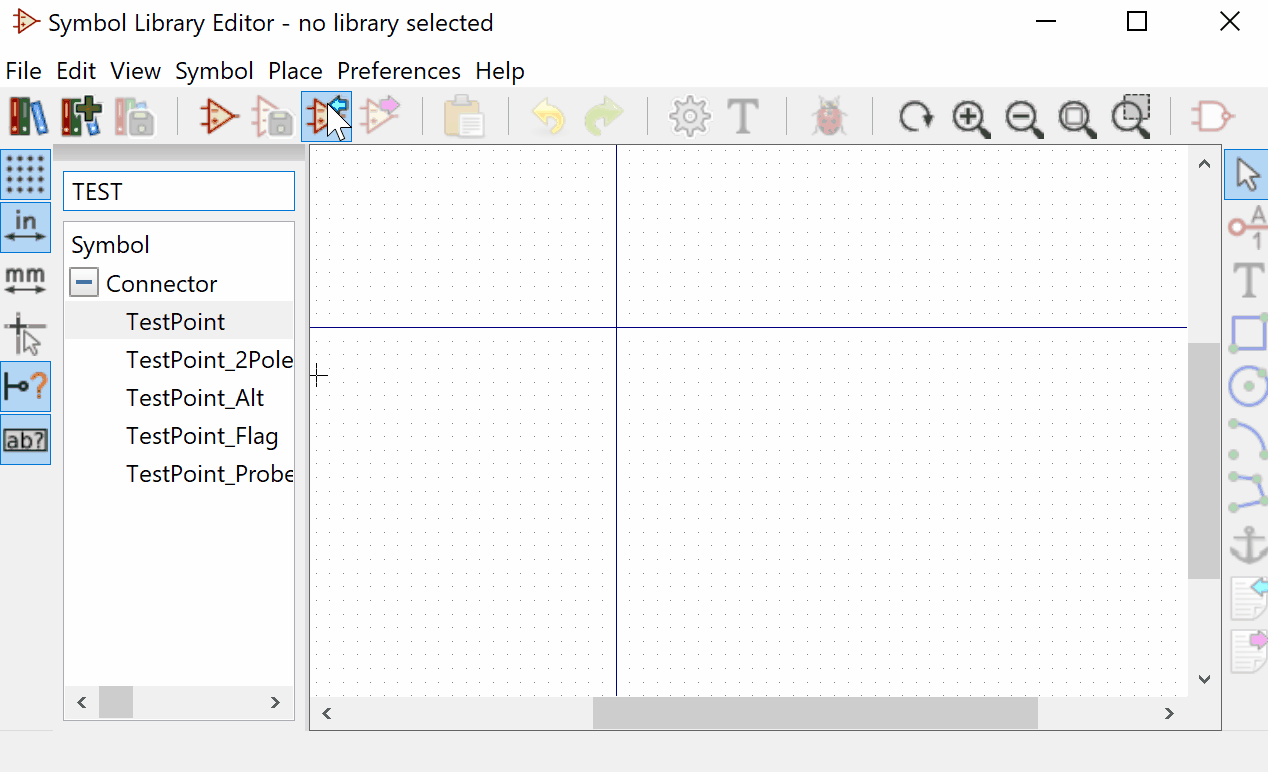 Symbol Library Editor - no library selected
File Edit View Symbol Place Preferences Help
T
in
mm
ab?
TEST
Symbol
Connector
TestPoint
TestPoint_2Pole
TestPoint_Alt
TestPoint_Flag
TestPoint_Probe
A
1
T